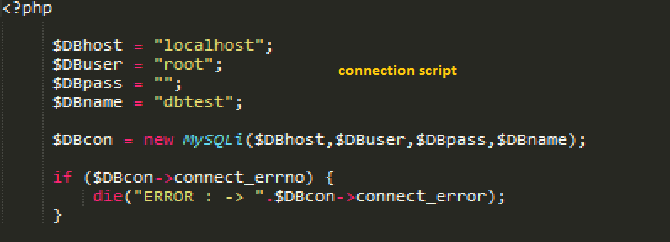 <?php
$DBhost = "localhost";
$DBuser = "root";
connection script
$DBpass = "";
$DBname = "dbtest";
$DBcon = new MySQLi($DBhost,$DBuser,$DBpass,$DBname);
if ($DBcon->connect_errno) {
die("ERROR : -> ".$DBcon->connect_error);
}